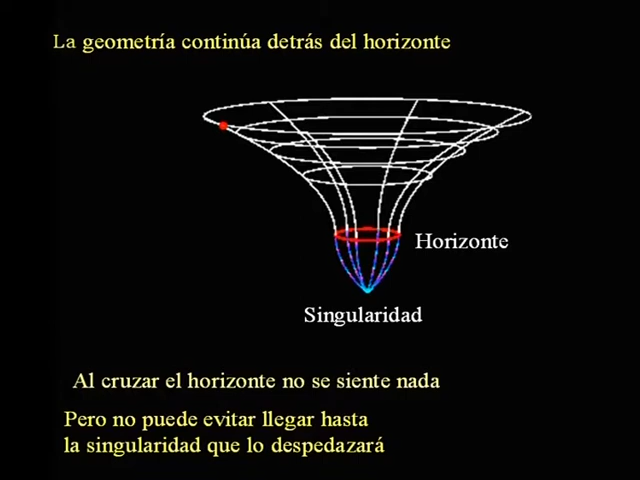 La geometría continúa detrás del horizonte
Horizonte
Singularidad
Al cruzar el horizonte no se siente nada
Pero no puede evitar llegar hasta
la singularidad que lo despedazará